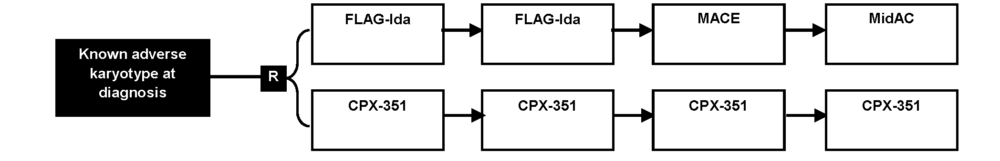 Known adverse
karyotype at
diagnosis
R
FLAG-Ida
FLAG-Ida
MACE
MidAC
CPX-351
CPX-351
CPX-351
CPX-351